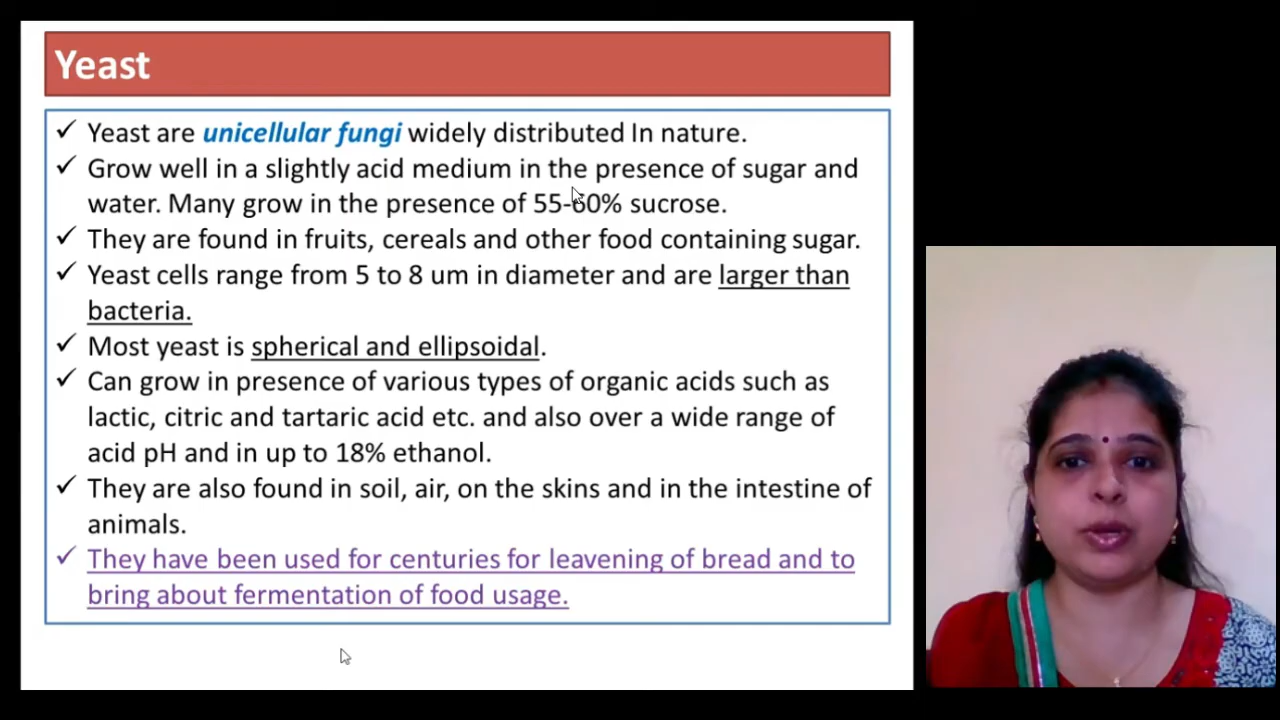 Yeast
✓ Yeast are unicellular fungi widely distributed In nature.
✓ Grow well in a slightly acid medium in the presence of sugar and
water. Many grow in the presence of 55-60% sucrose.
✓ They are found in fruits, cereals and other food containing sugar.
✓ Yeast cells range from 5 to 8 um in diameter and are larger than
bacteria.
✓ Most yeast is spherical and ellipsoidal.
✓ Can grow in presence of various types of organic acids such as
lactic, citric and tartaric acid etc. and also over a wide range of
acid pH and in up to 18% ethanol.
✓ They are also found in soil, air, on the skins and in the intestine of
animals.
✓ They have been used for centuries for leavening of bread and to
bring about fermentation of food usage.